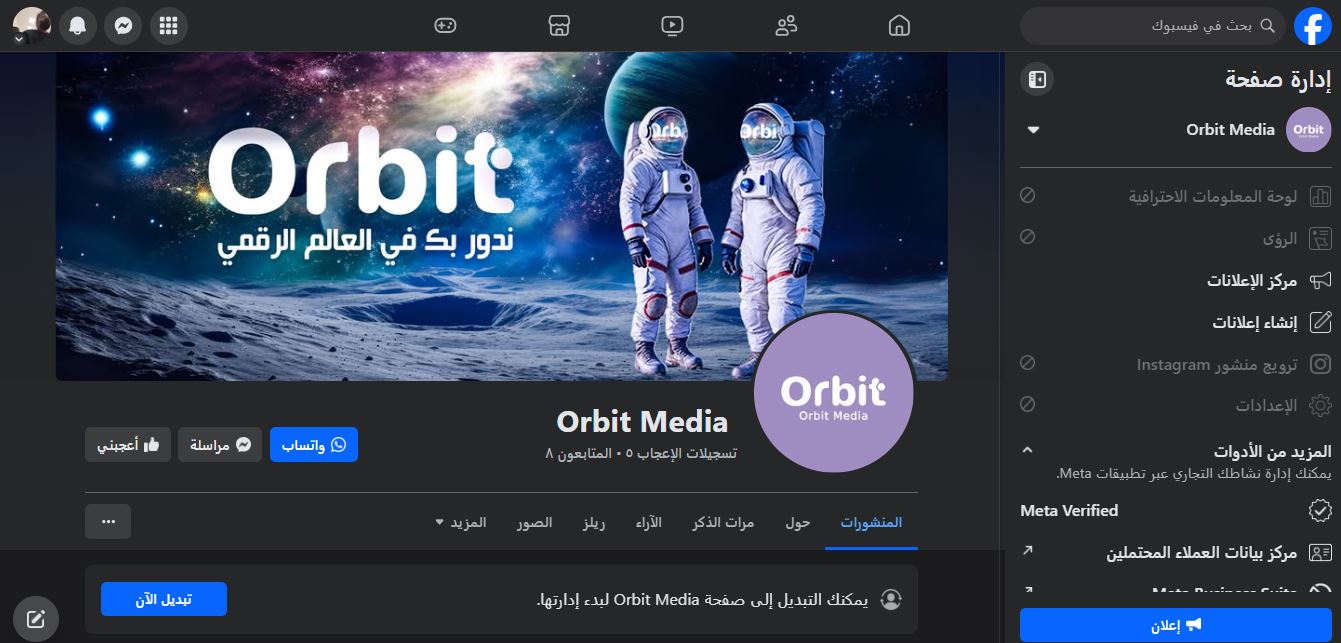 بحث في فيسبوك
إدارة صفحة
Orbit
Orbit Media
Orbit Media
لوحة المعلومات الاحترافية
الرؤى
مركز الإعلانات
إنشاء إعلانات
ترويج منشور Instagram
الإعدادات
المزيد من الأدوات
يمكنك إدارة نشاطك التجاري عبر تطبيقات Meta.
Meta Verified
مركز بيانات العملاء المحتملين
Meta Business Suite
إعلان
Orbit
ندور بك في العالم الرقمي
Orbit
Orbit Media
Orbit Media
تسجيلات الإعجاب ٥ • المتابعون ٨
واتساب
مراسلة
أعجبني
المنشورات
حول
مرات الذكر
الآراء
ريلز
الصور
المزيد
يمكنك التبديل إلى صفحة Orbit Media لبدء إدارتها.
تبديل الآن